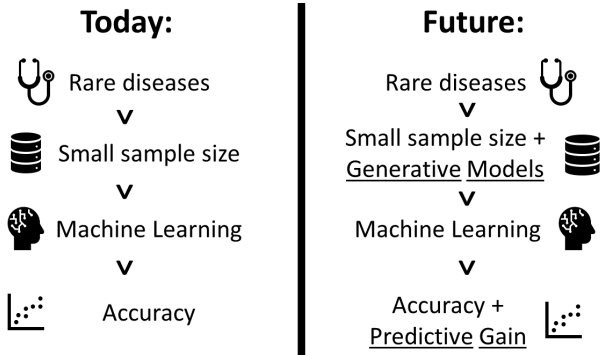 Today:
Rare diseases
Small sample size
Machine Learning
Accuracy
Future:
Rare diseases
Small sample size +
Generative Models
Machine Learning
Accuracy +
Predictive Gain